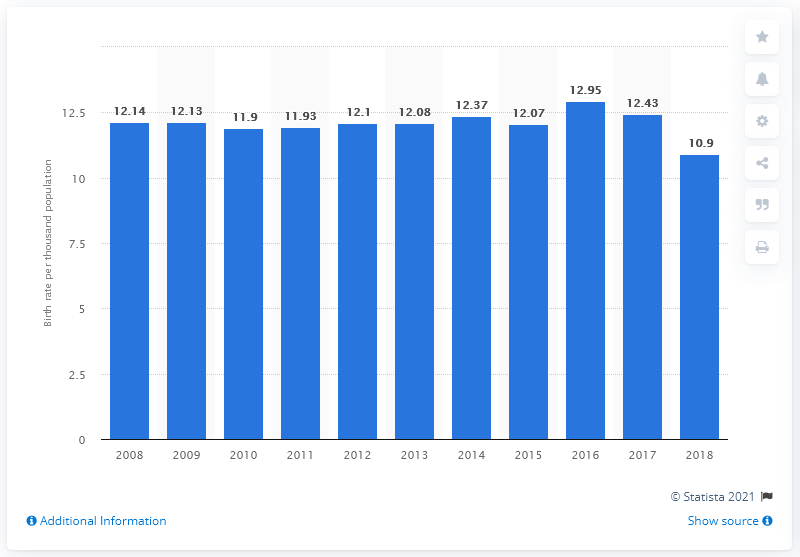 12.14 12.13 11.9 11.93 12.1 12.08 12.37 12.07 12.95 12.43 10.9
Birth rate per thousand population
12.5
10
7.5
5
2.5
0
2008 2009 2010 2011 2012 2013 2014 2015 2016 2017 2018
© Statista 2021
Additional Information
Show source